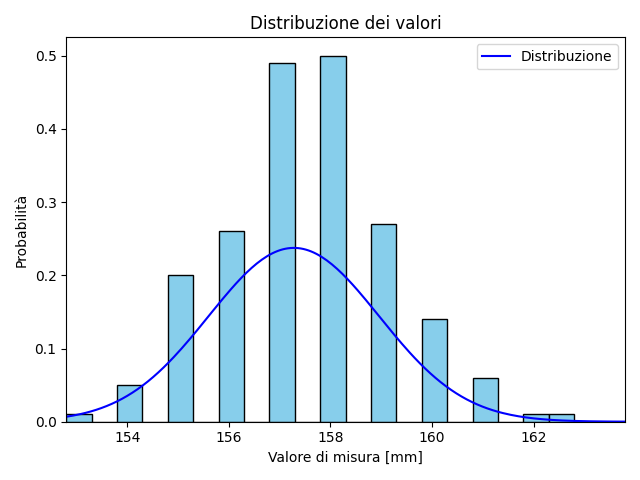 Distribuzione dei valori
Distribuzione
0.5
0.4
0.3
0.2
0.1
0.0
Probabilità
154 156 158 160 162
Valore di misura [mm]